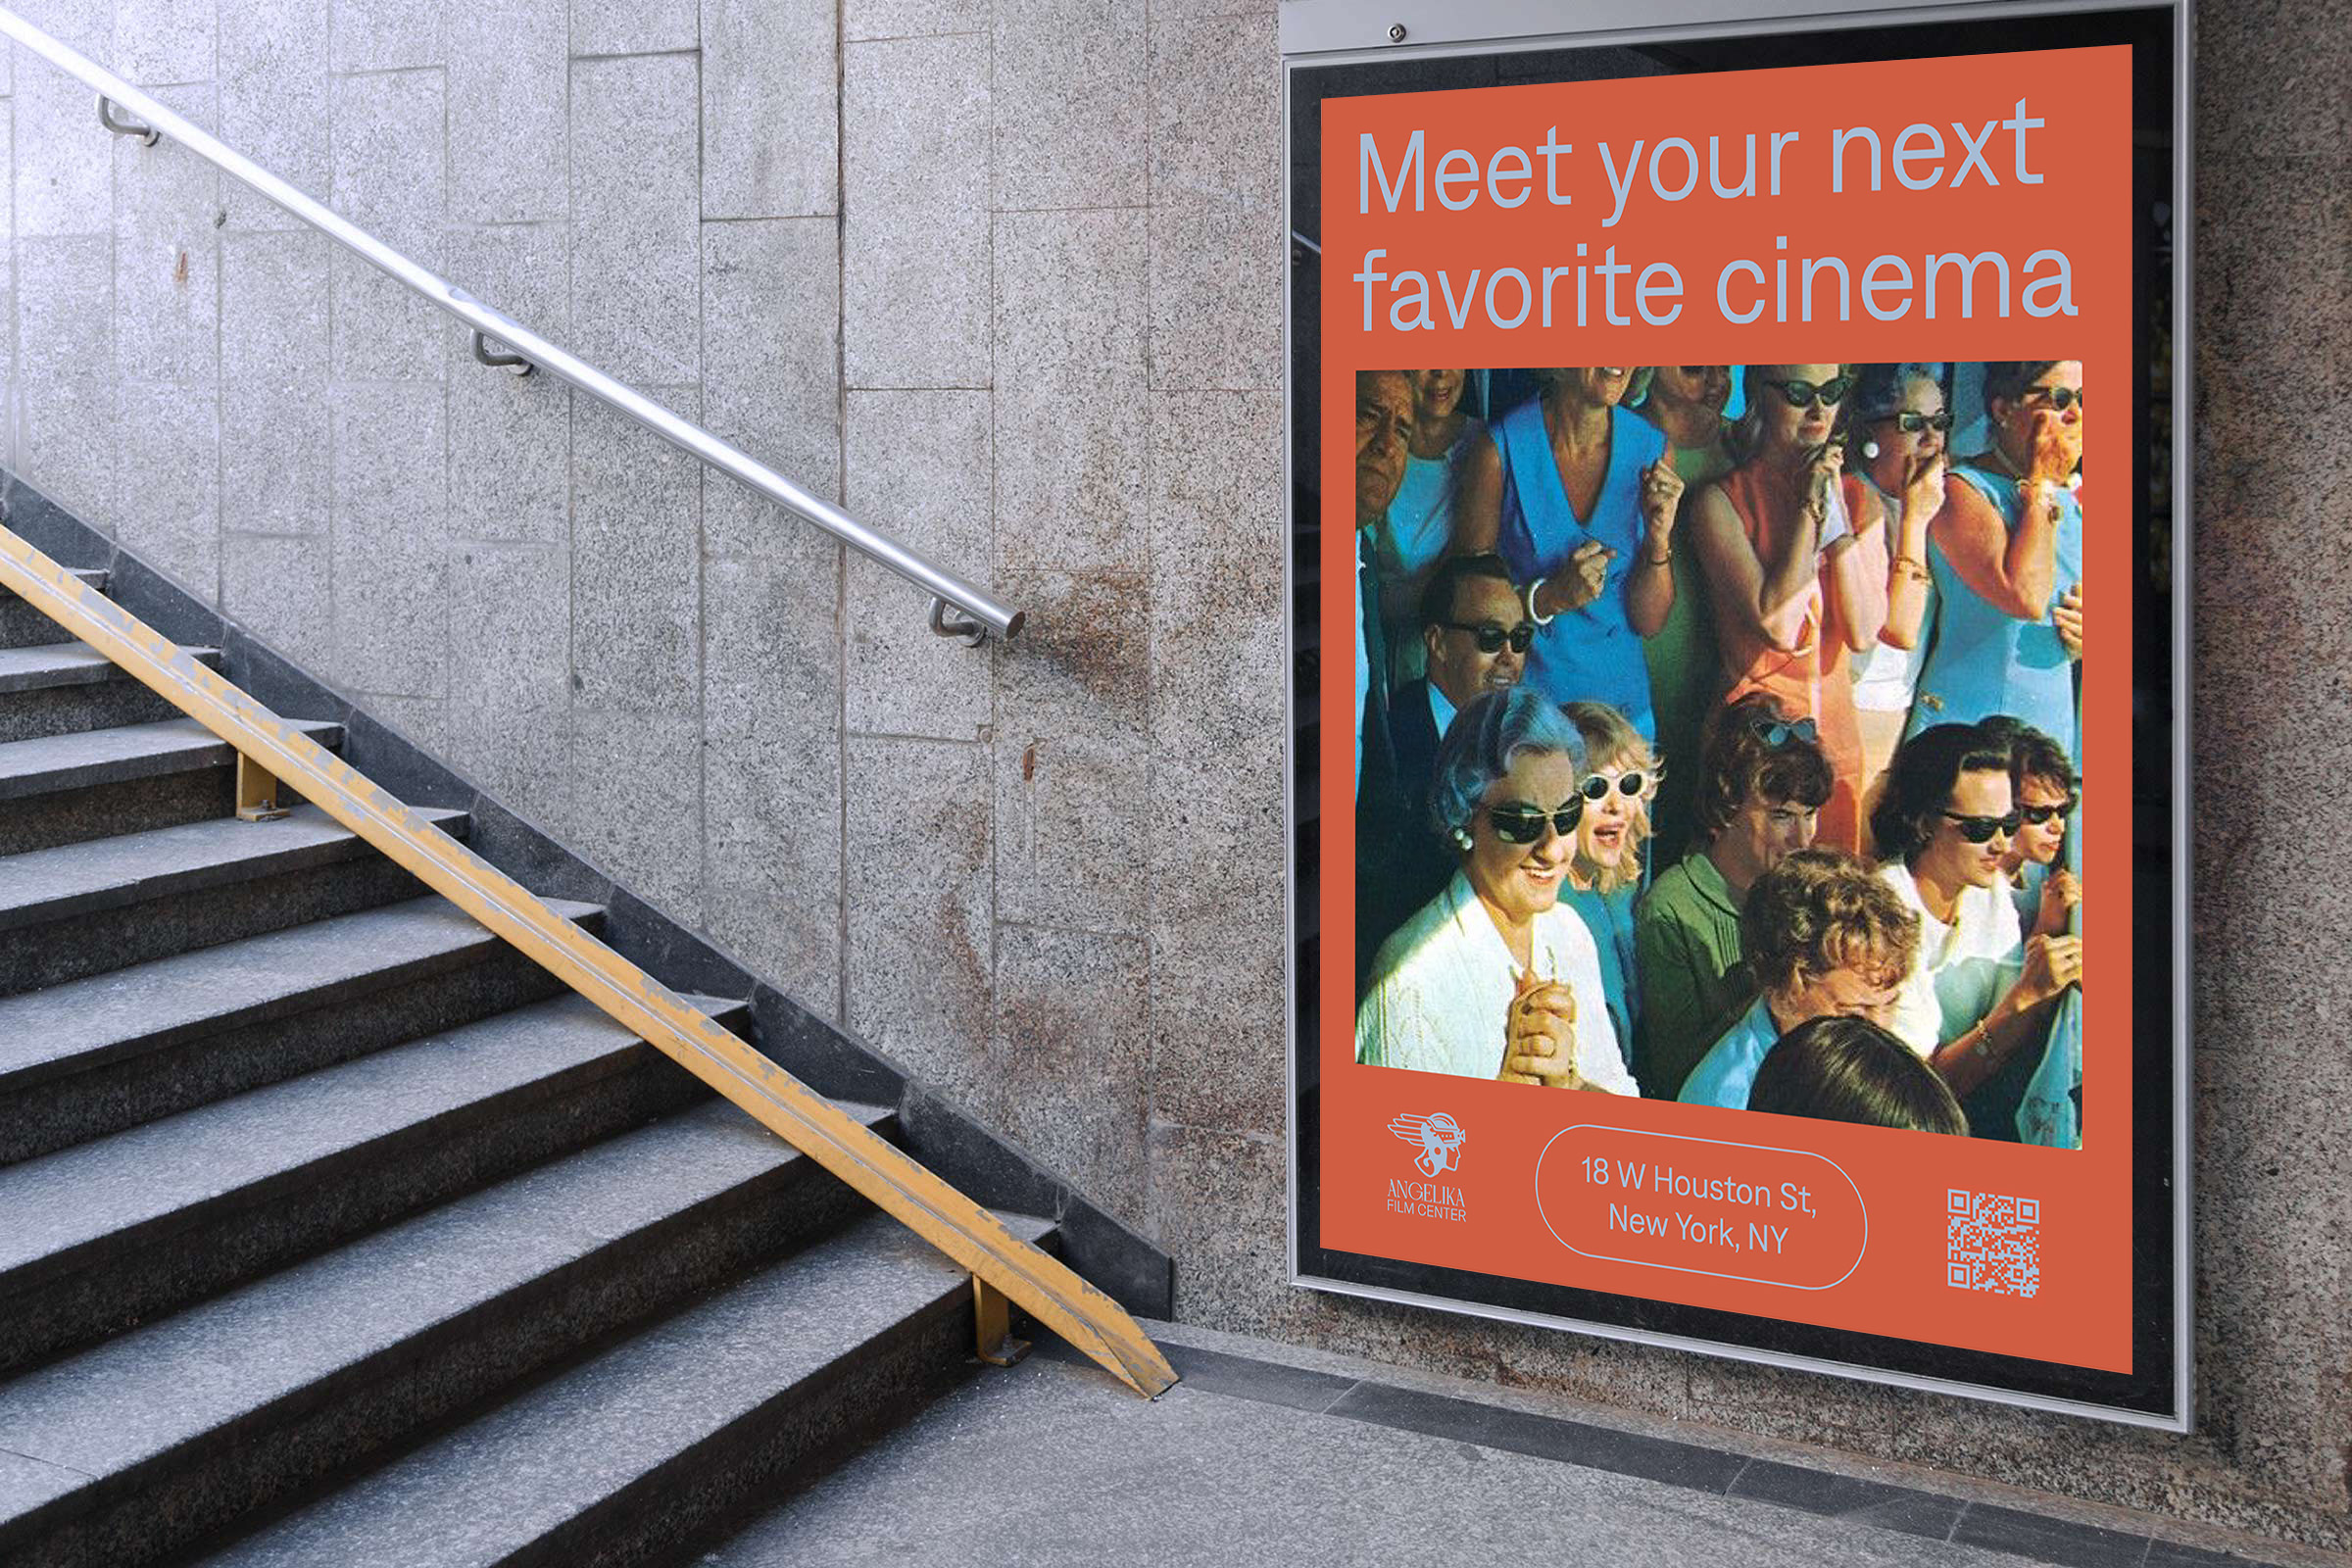 Meet your next
favorite cinema
ANGELIKA
FILM CENTER
18 W Houston St,
New York, NY